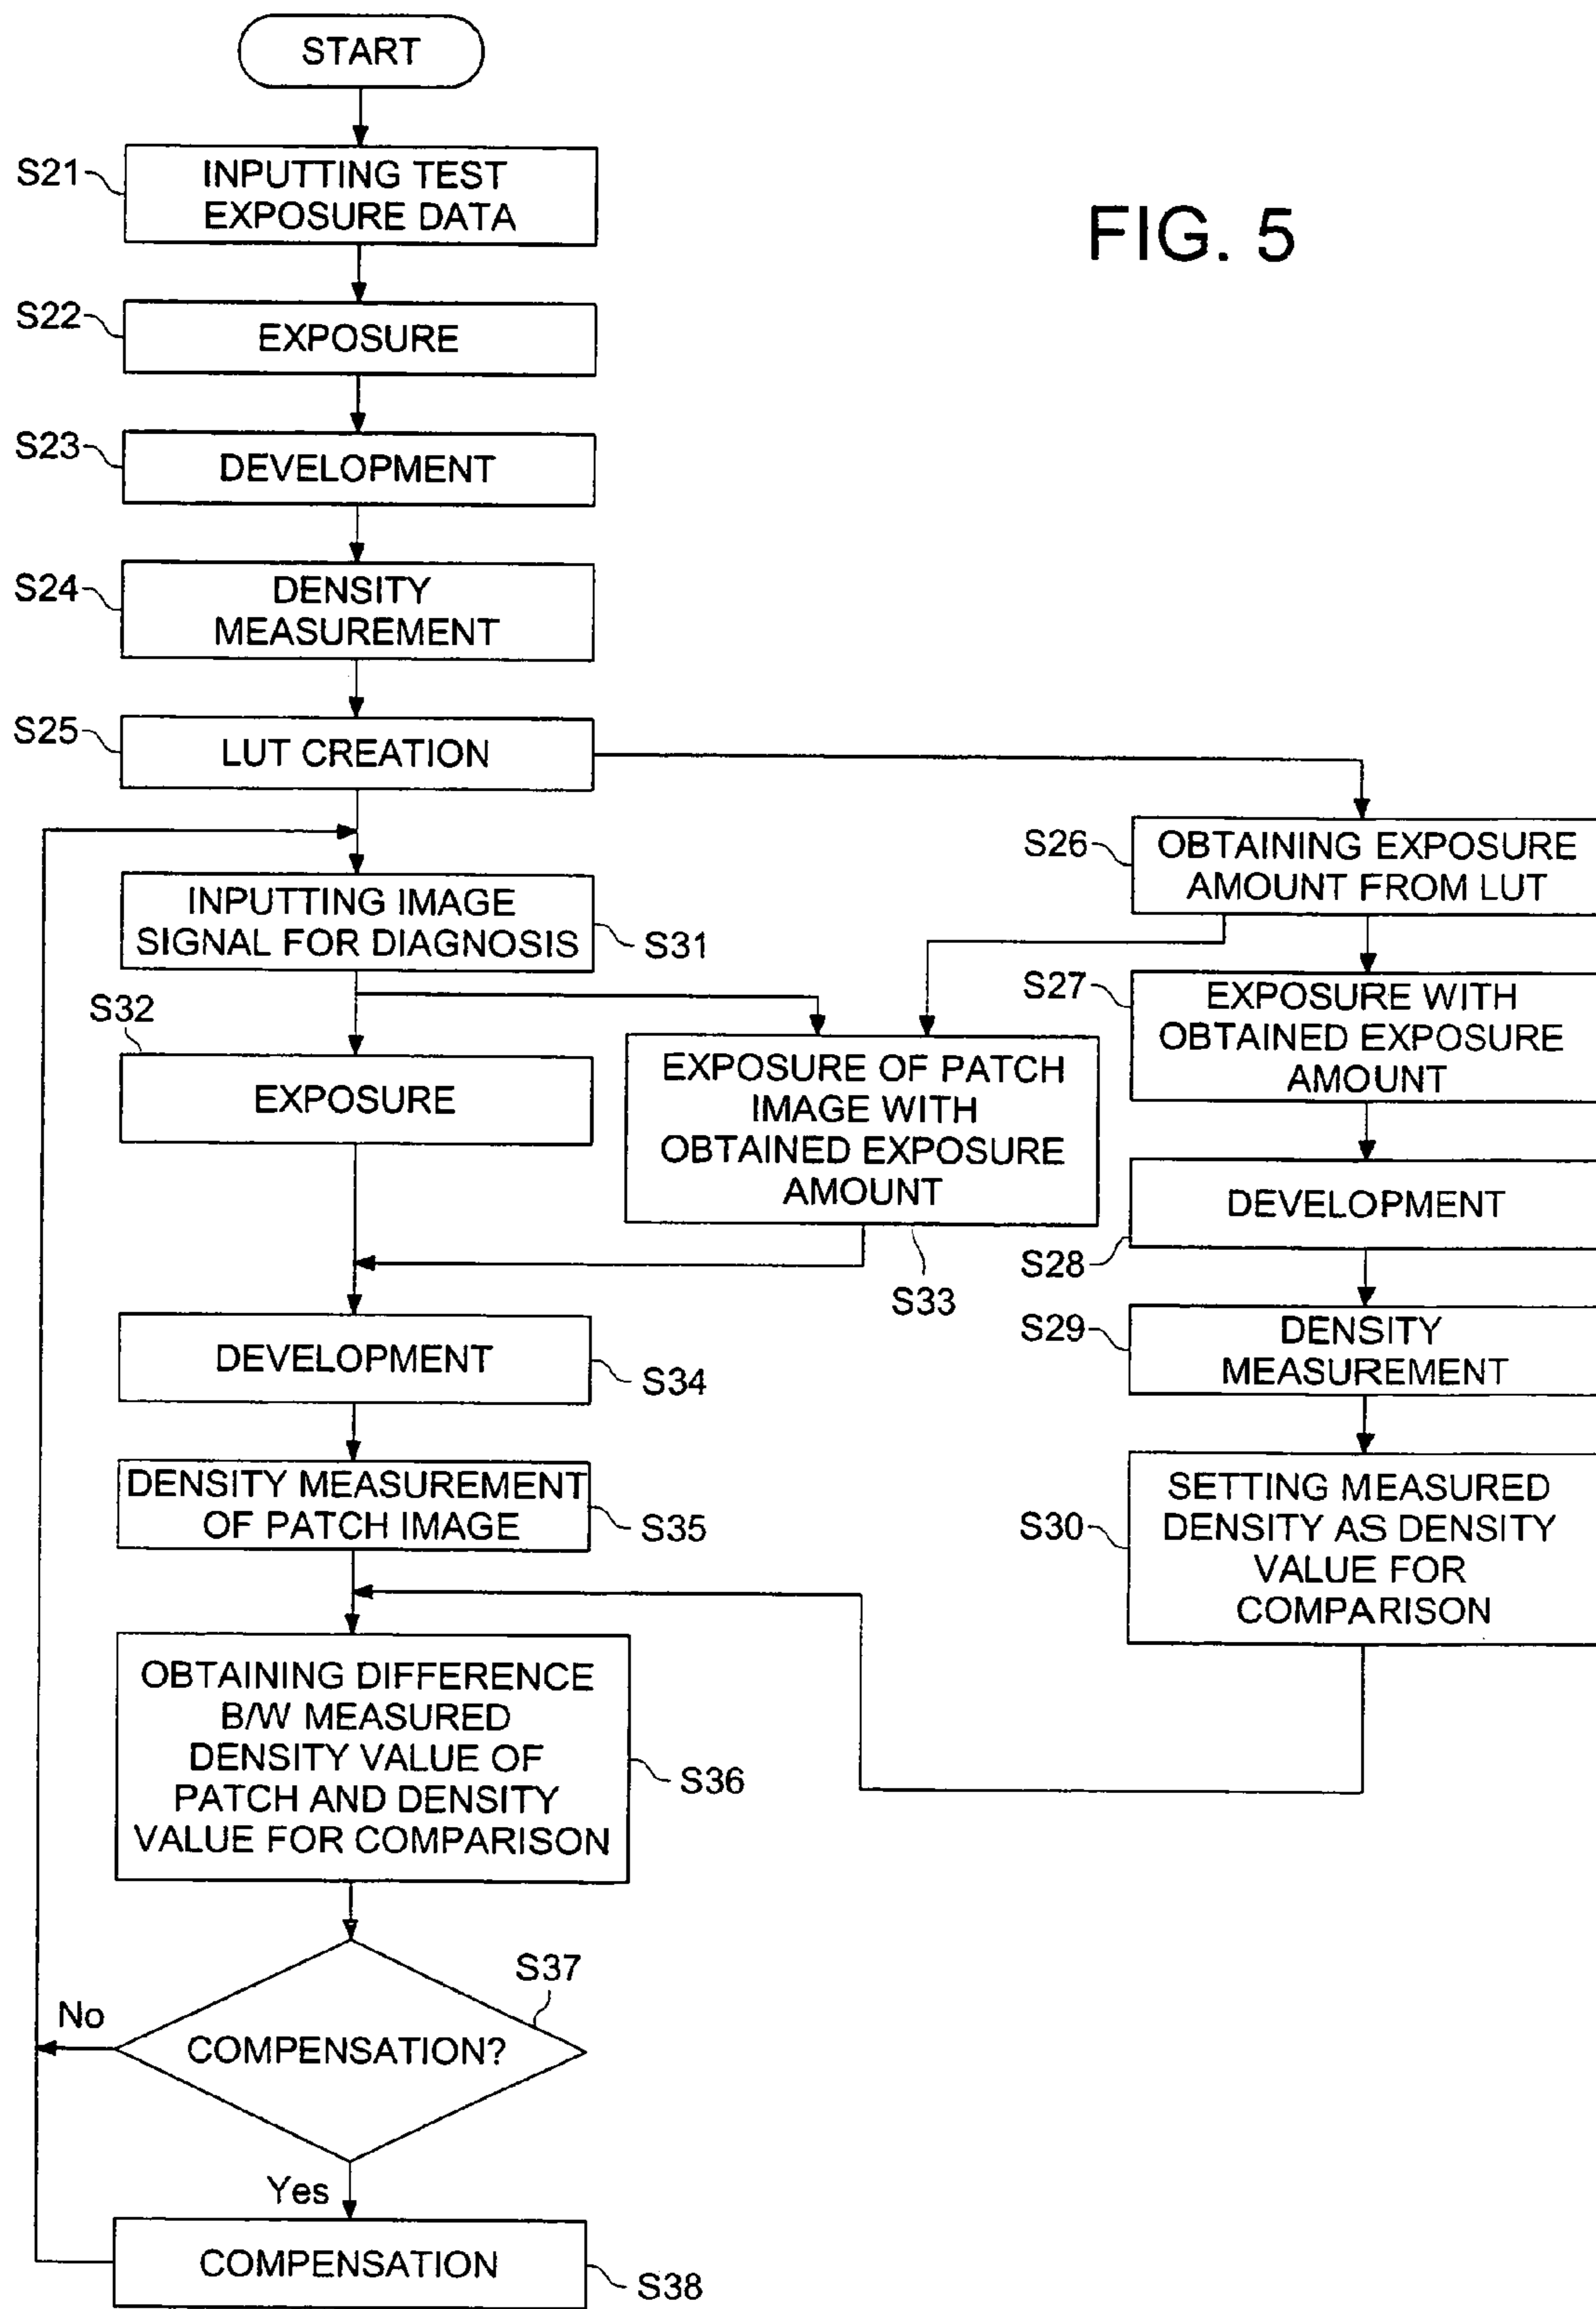 START
FIG. 5
S21
INPUTTING TEST
EXPOSURE DATA
S22
EXPOSURE
S23
DEVELOPMENT
S24
DENSITY
MEASUREMENT
S25
LUT CREATION
S26
OBTAINING EXPOSURE
AMOUNT FROM LUT
S27
EXPOSURE WITH
OBTAINED EXPOSURE
AMOUNT
DEVELOPMENT
S28
S29
DENSITY
MEASUREMENT
S30
SETTING MEASURED
DENSITY AS DENSITY
VALUE FOR
COMPARISON
INPUTTING IMAGE
SIGNAL FOR DIAGNOSIS
S31
S32
EXPOSURE
EXPOSURE OF PATCH
IMAGE WITH
OBTAINED EXPOSURE
AMOUNT
S33
DEVELOPMENT
S34
DENSITY MEASUREMENT
OF PATCH IMAGE
S35
OBTAINING DIFFERENCE
B/W MEASURED
DENSITY VALUE OF
PATCH AND DENSITY
VALUE FOR COMPARISON
S36
S37
No
COMPENSATION?
Yes
COMPENSATION
S38